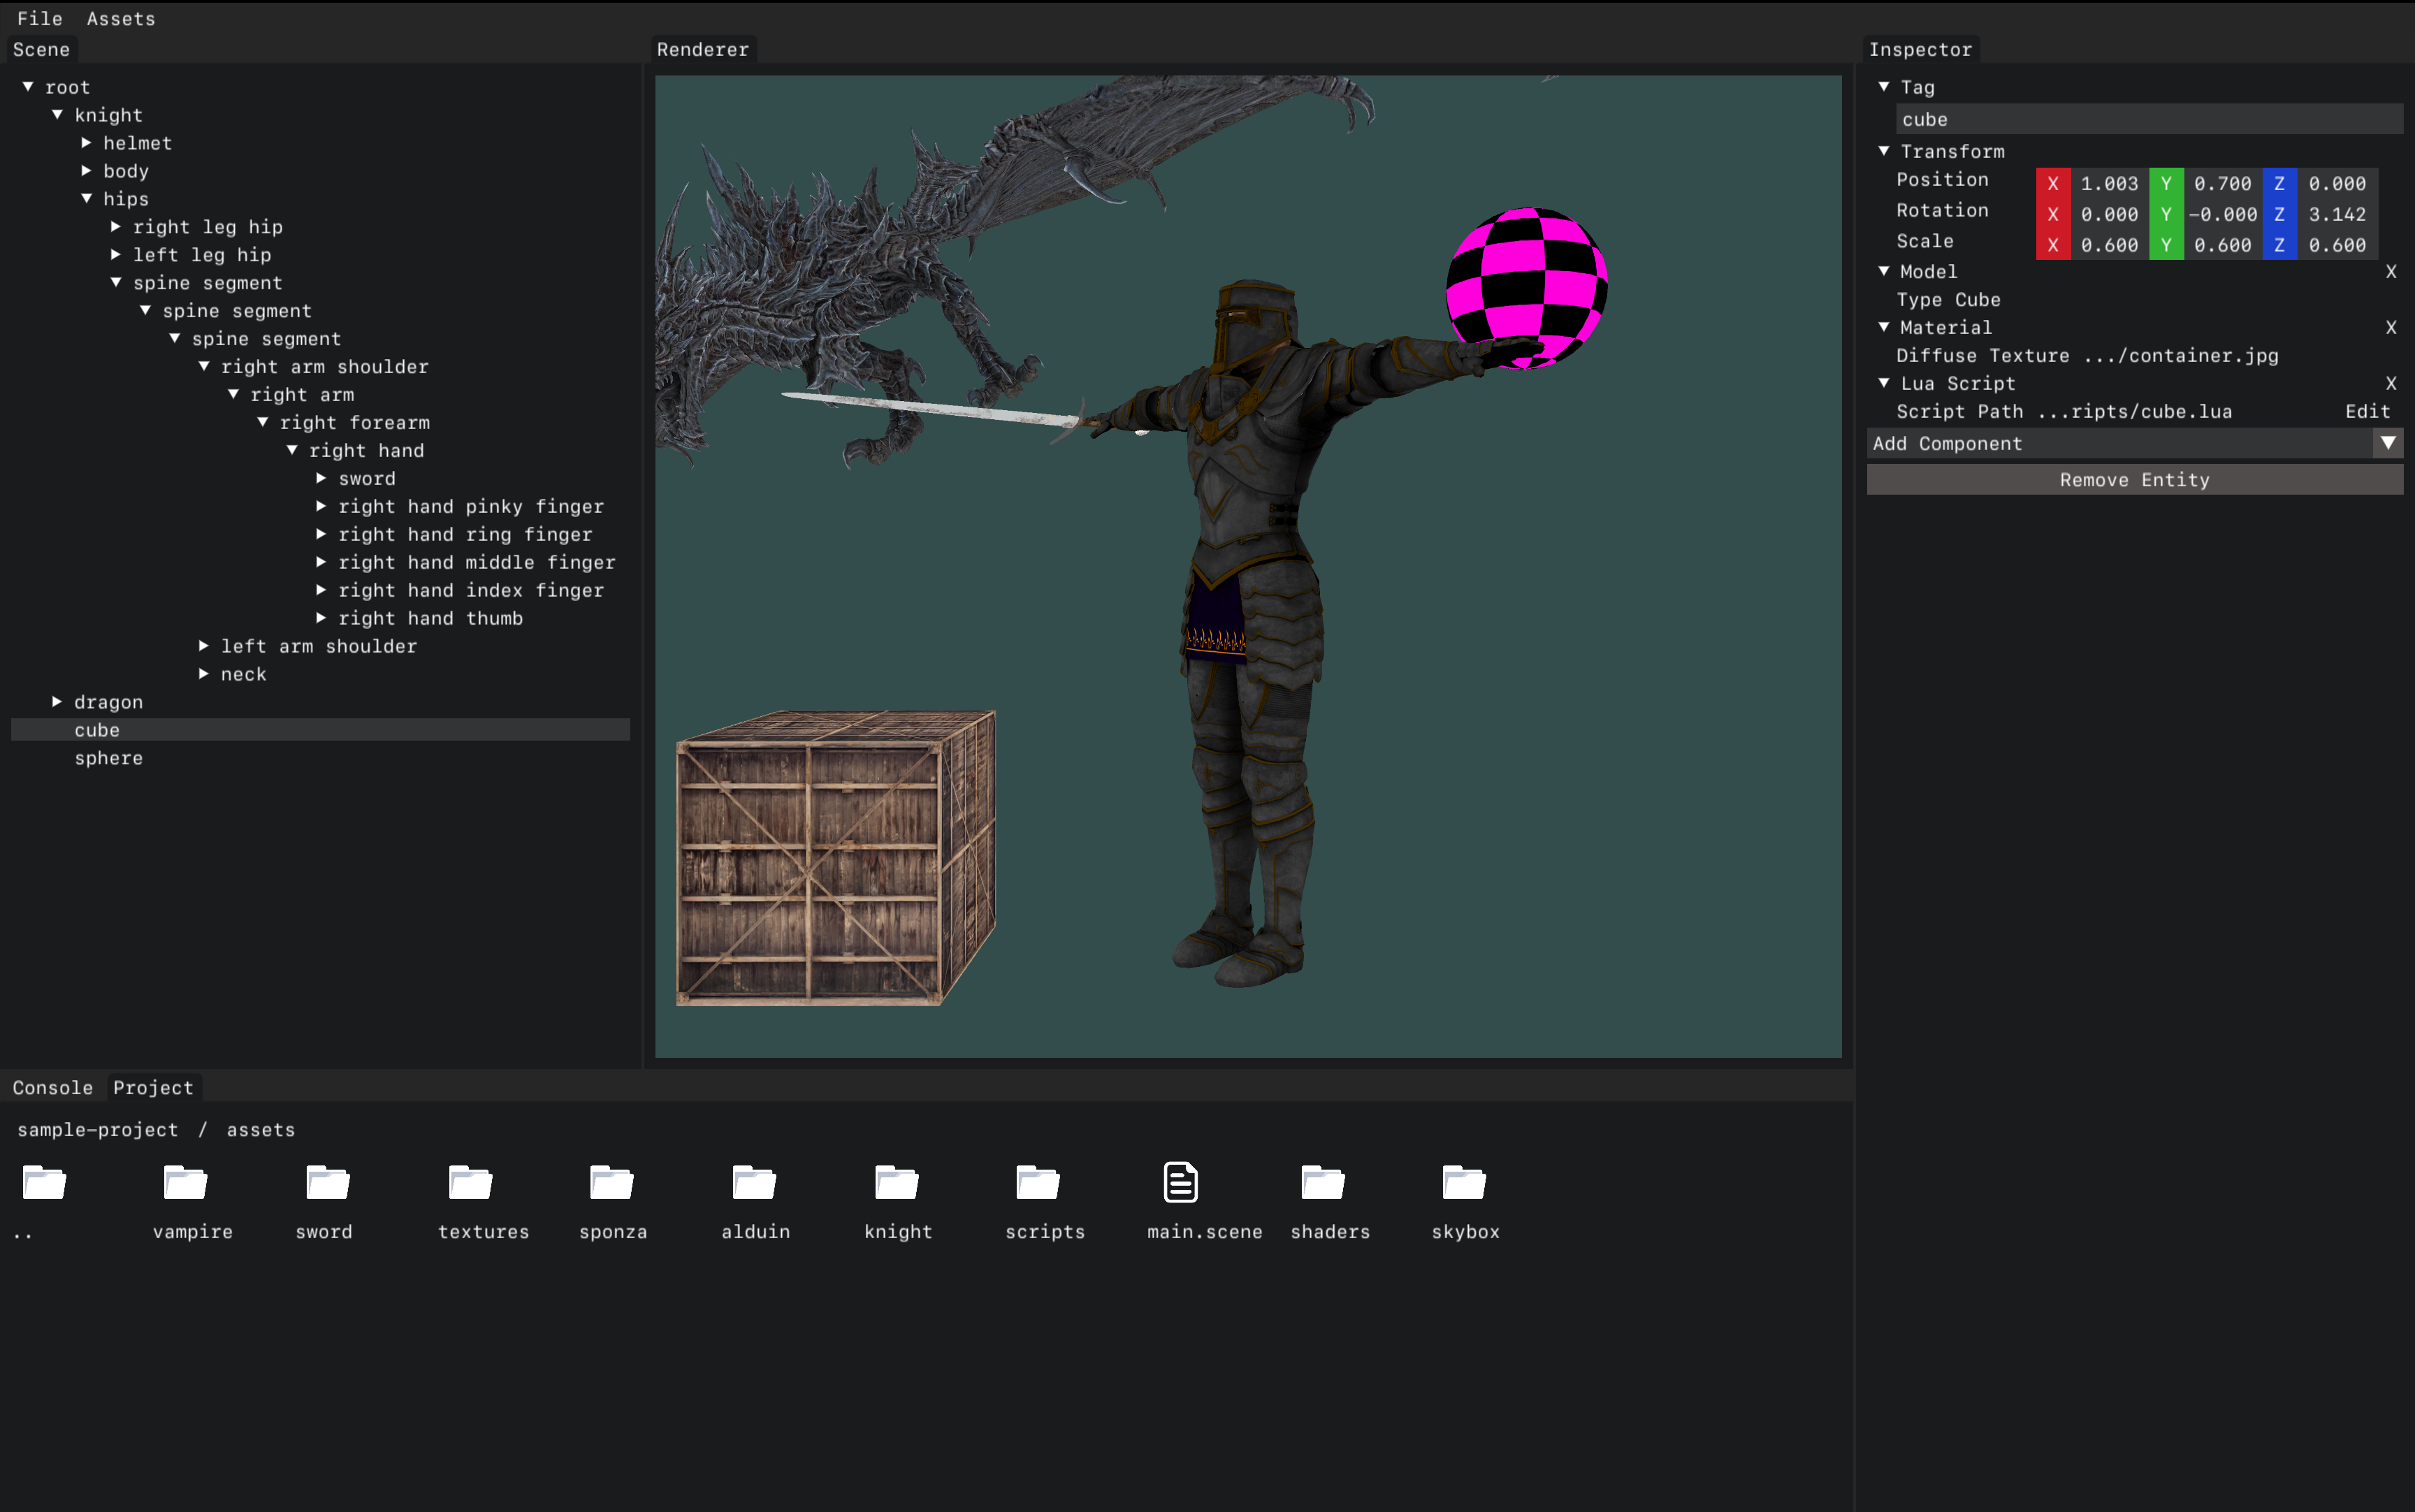 File Assets
Scene
root
knight
helmet
body
hips
right leg hip
left leg hip
spine segment
spine segment
spine segment
right arm shoulder
right arm
right forearm
right hand
sword
right hand pinky finger
right hand ring finger
right hand middle finger
right hand index finger
right hand thumb
left arm shoulder
neck
dragon
cube
sphere
Renderer
Inspector
Tag
cube
Transform
Position X 1.003 Y 0.700 Z 0.000
Rotation X 0.000 Y -0.000 Z 3.142
Scale X 0.600 Y 0.600 Z 0.600
Model X
Type Cube
Material X
Diffuse Texture .../container.jpg
Lua Script X
Script Path ...ripts/cube.lua Edit
Add Component
Remove Entity
Console Project
sample-project / assets
.. vampire sword textures sponza alduin knight scripts main.scene shaders skybox